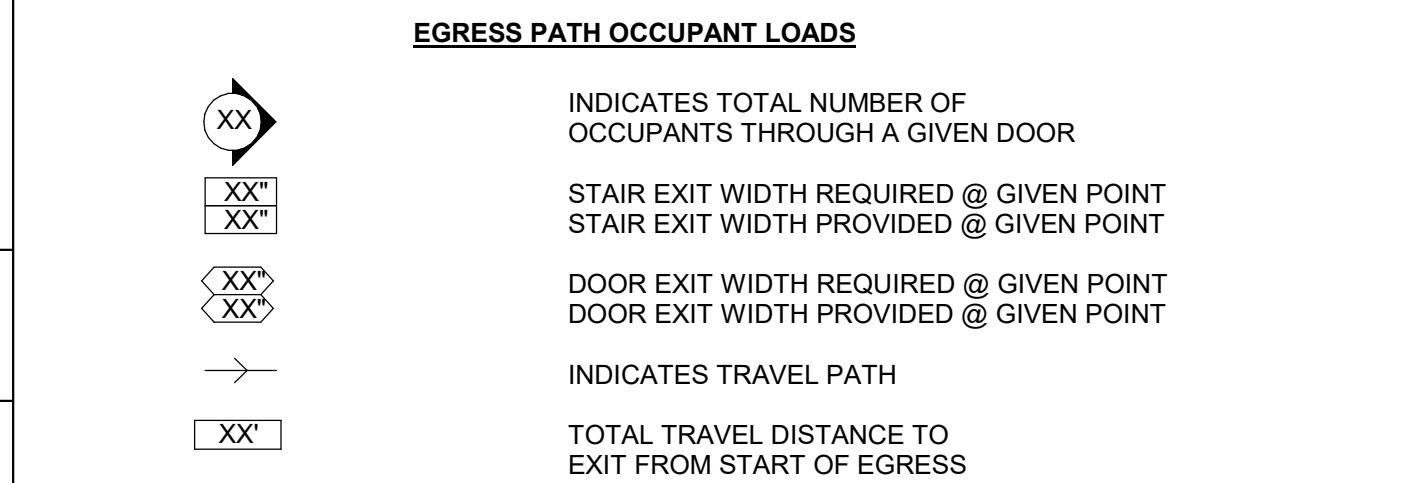 EGRESS PATH OCCUPANT LOADS
XX
INDICATES TOTAL NUMBER OF
OCCUPANTS THROUGH A GIVEN DOOR
XX" STAIR EXIT WIDTH REQUIRED @ GIVEN POINT
XX" STAIR EXIT WIDTH PROVIDED @ GIVEN POINT
XX" DOOR EXIT WIDTH REQUIRED @ GIVEN POINT
XX" DOOR EXIT WIDTH PROVIDED @ GIVEN POINT
INDICATES TRAVEL PATH
XX' TOTAL TRAVEL DISTANCE TO
EXIT FROM START OF EGRESS